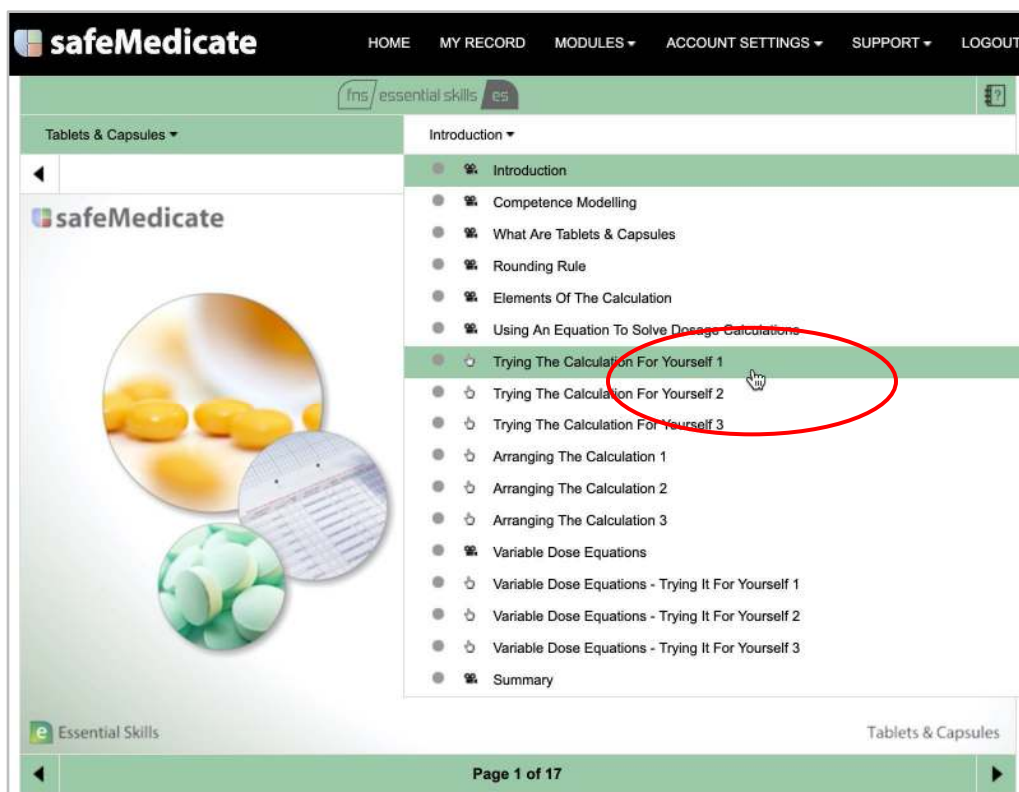 safeMedicate HOME MY RECORD MODULES ACCOUNT SETTINGS SUPPORT LOGOUT
fns essential skills es ?
Tablets & Capsules Introduction
Introduction
safeMedicate
Competence Modelling
What Are Tablets & Capsules
Rounding Rule
Elements Of The Calculation
Using An Equation To Solve Dosage Calculations
Trying The Calculation For Yourself 1
Trying The Calculation For Yourself 2
Trying The Calculation For Yourself 3
Arranging The Calculation 1
Arranging The Calculation 2
Arranging The Calculation 3
Variable Dose Equations
Variable Dose Equations - Trying It For Yourself 1
Variable Dose Equations - Trying It For Yourself 2
Variable Dose Equations - Trying It For Yourself 3
Summary
e Essential Skills Tablets & Capsules
Page 1 of 17